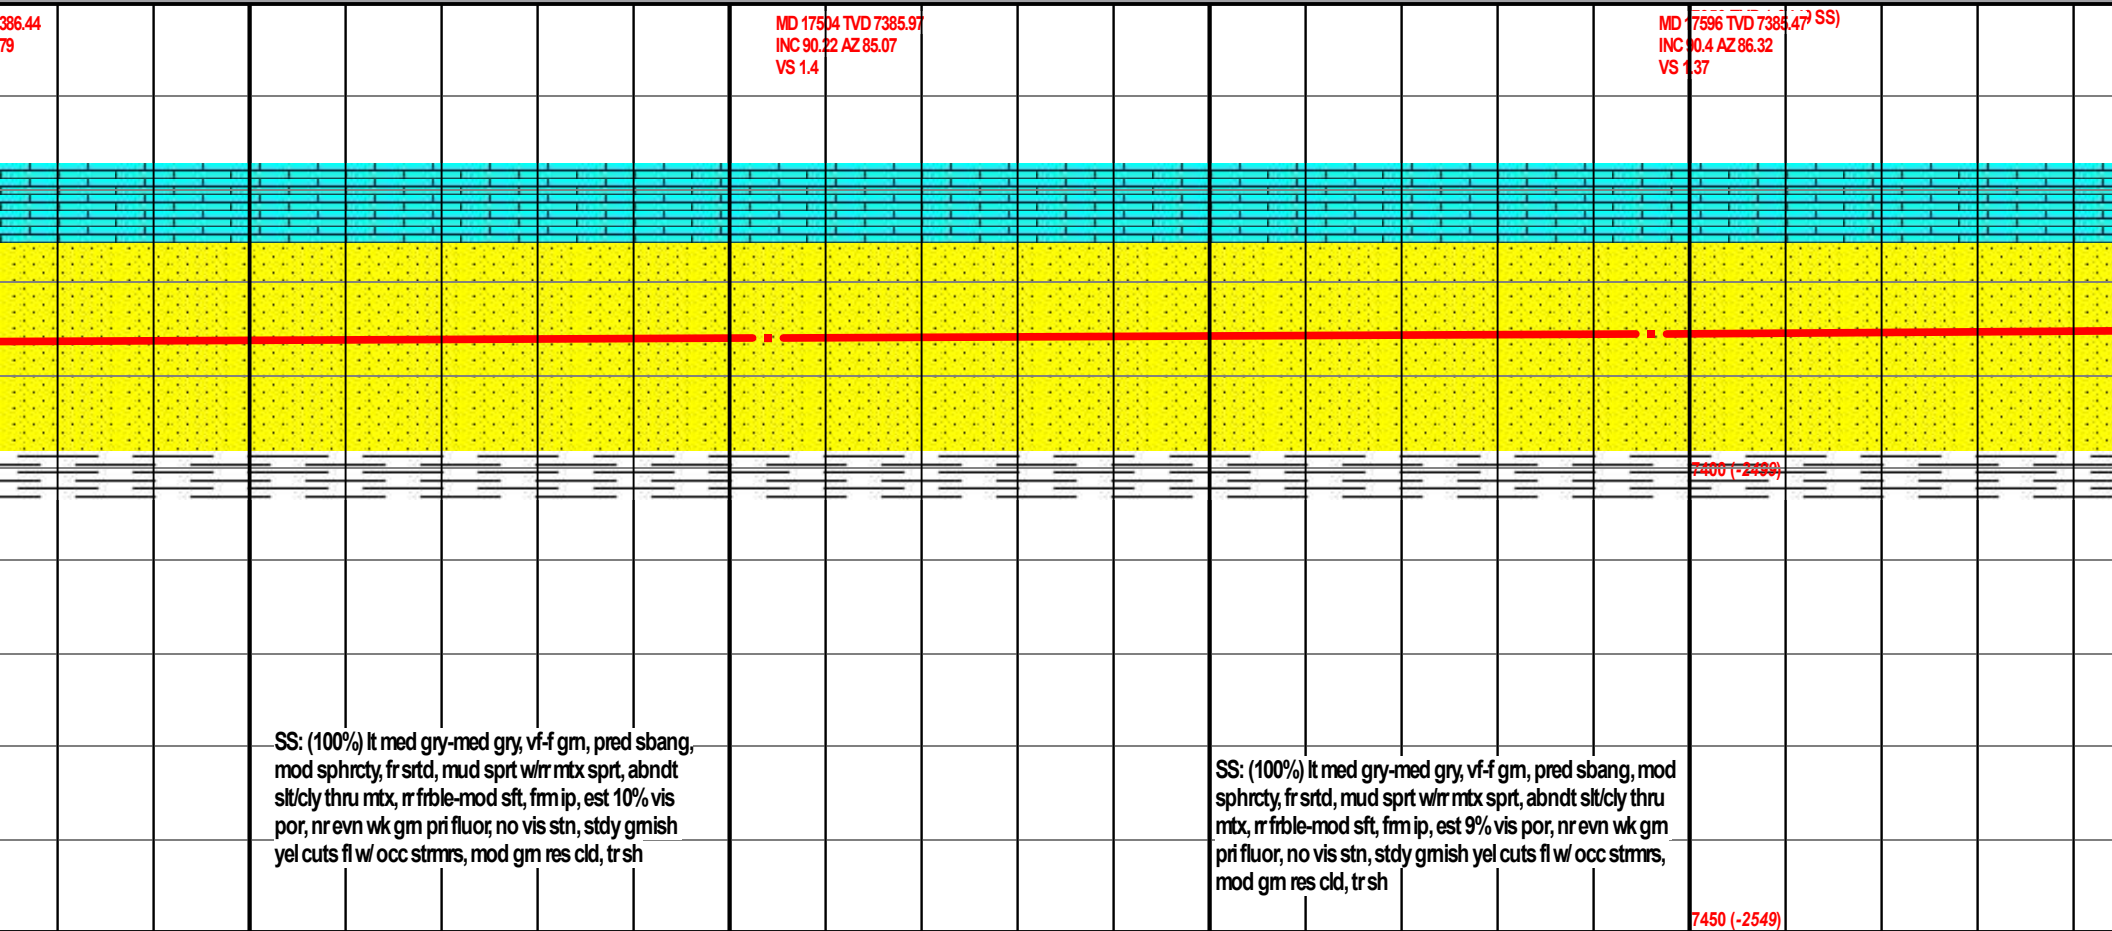 386.44
79
MD 17504 TVD 7385.97
INC 90.22 AZ 85.07
VS 1.4
SS)
MD 17596 TVD 7385.47
INC 90.4 AZ 86.32
VS 1.37
7400 (-2499)
SS: (100%) lt med gry-med gry, vf-f grn, pred sbang,
mod sphrcty, fr srtd, mud sprt w/rr mtx sprt, abndt
slt/cly thru mtx, rr frble-mod sft, frm ip, est 10% vis
por, nr evn wk grn pri fluor, no vis stn, stdy grnish
yel cuts fl w/ occ strmrs, mod grn res cld, tr sh
SS: (100%) lt med gry-med gry, vf-f grn, pred sbang, mod
sphrcty, fr srtd, mud sprt w/rr mtx sprt, abndt slt/cly thru
mtx, rr frble-mod sft, frm ip, est 9% vis por, nr evn wk grn
pri fluor, no vis stn, stdy grnish yel cuts fl w/ occ strmrs,
mod grn res cld, tr sh
7450 (-2549)